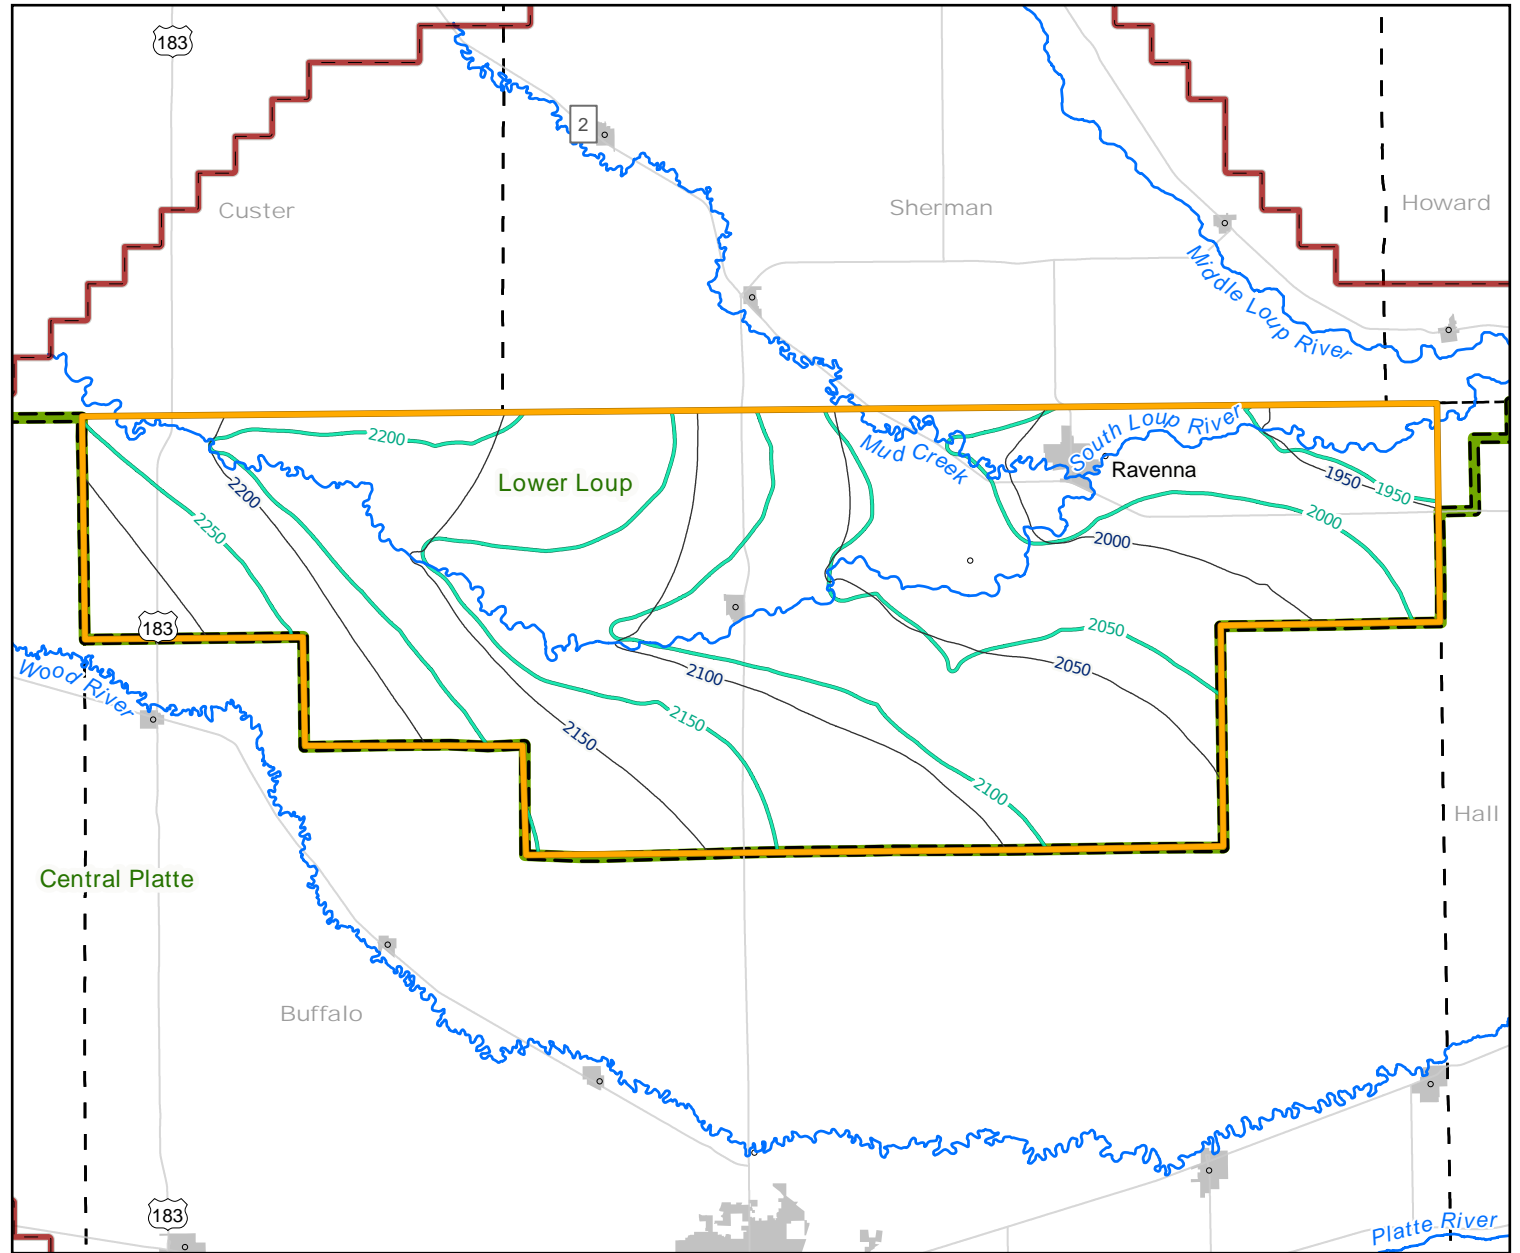 183
2
Custer
Sherman
Howard
Middle Loup River
2200
Mud Creek
South Loup River
Ravenna
Lower Loup
1950
1950
2200
2250
2000
2000
183
2050
2050
2100
2150
2150
2100
Wood River
Hall
Central Platte
Buffalo
183
Platte River